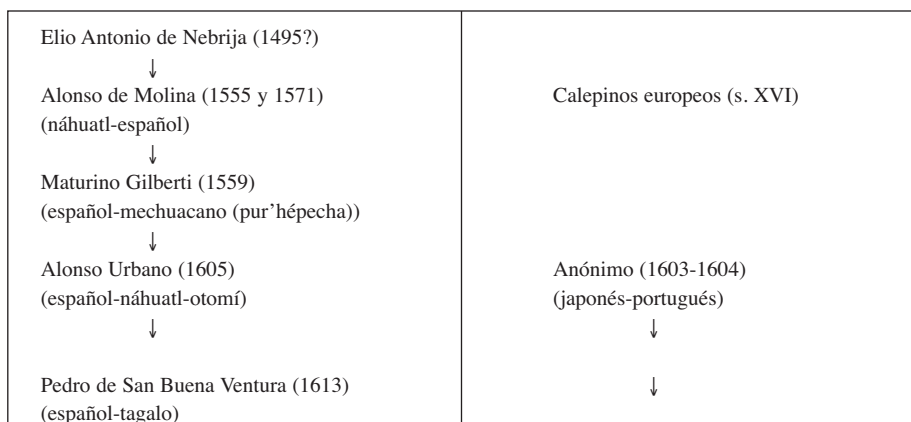 Elio Antonio de Nebrija (1495?)
↓
Alonso de Molina (1555 y 1571)
(náhuatl-español)
↓
Maturino Gilberti (1559)
(español-mechuacano (pur’hépecha))
↓
Alonso Urbano (1605)
(español-náhuatl-otomí)
↓
Pedro de San Buena Ventura (1613)
(español-tagalo)
Calepinos europeos (s. XVI)
Anónimo (1603-1604)
(japonés-portugués)
↓
↓